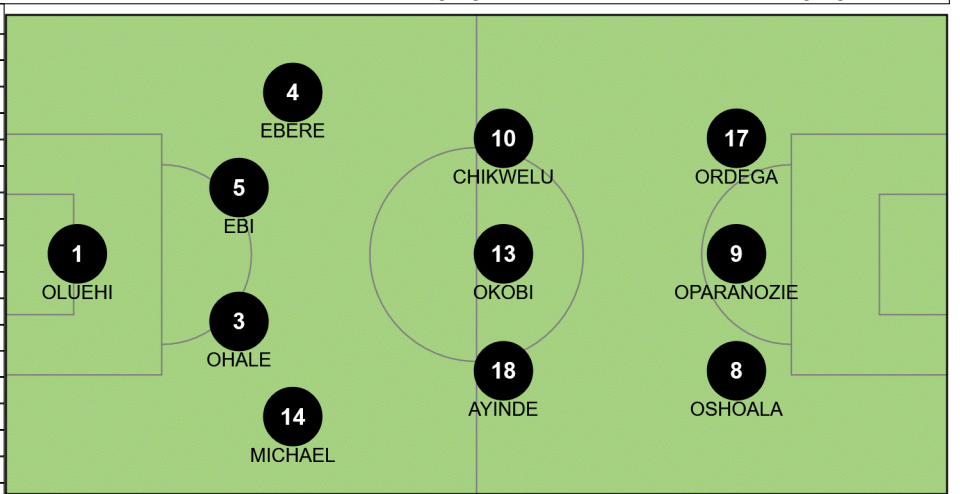 4
EBERE
10
CHIKWELU
17
ORDEGA
5
EBI
1
OLUEHI
13
OKOBI
9
OPARANOZIE
3
OHALE
18
AYINDE
8
OSHOALA
14
MICHAEL